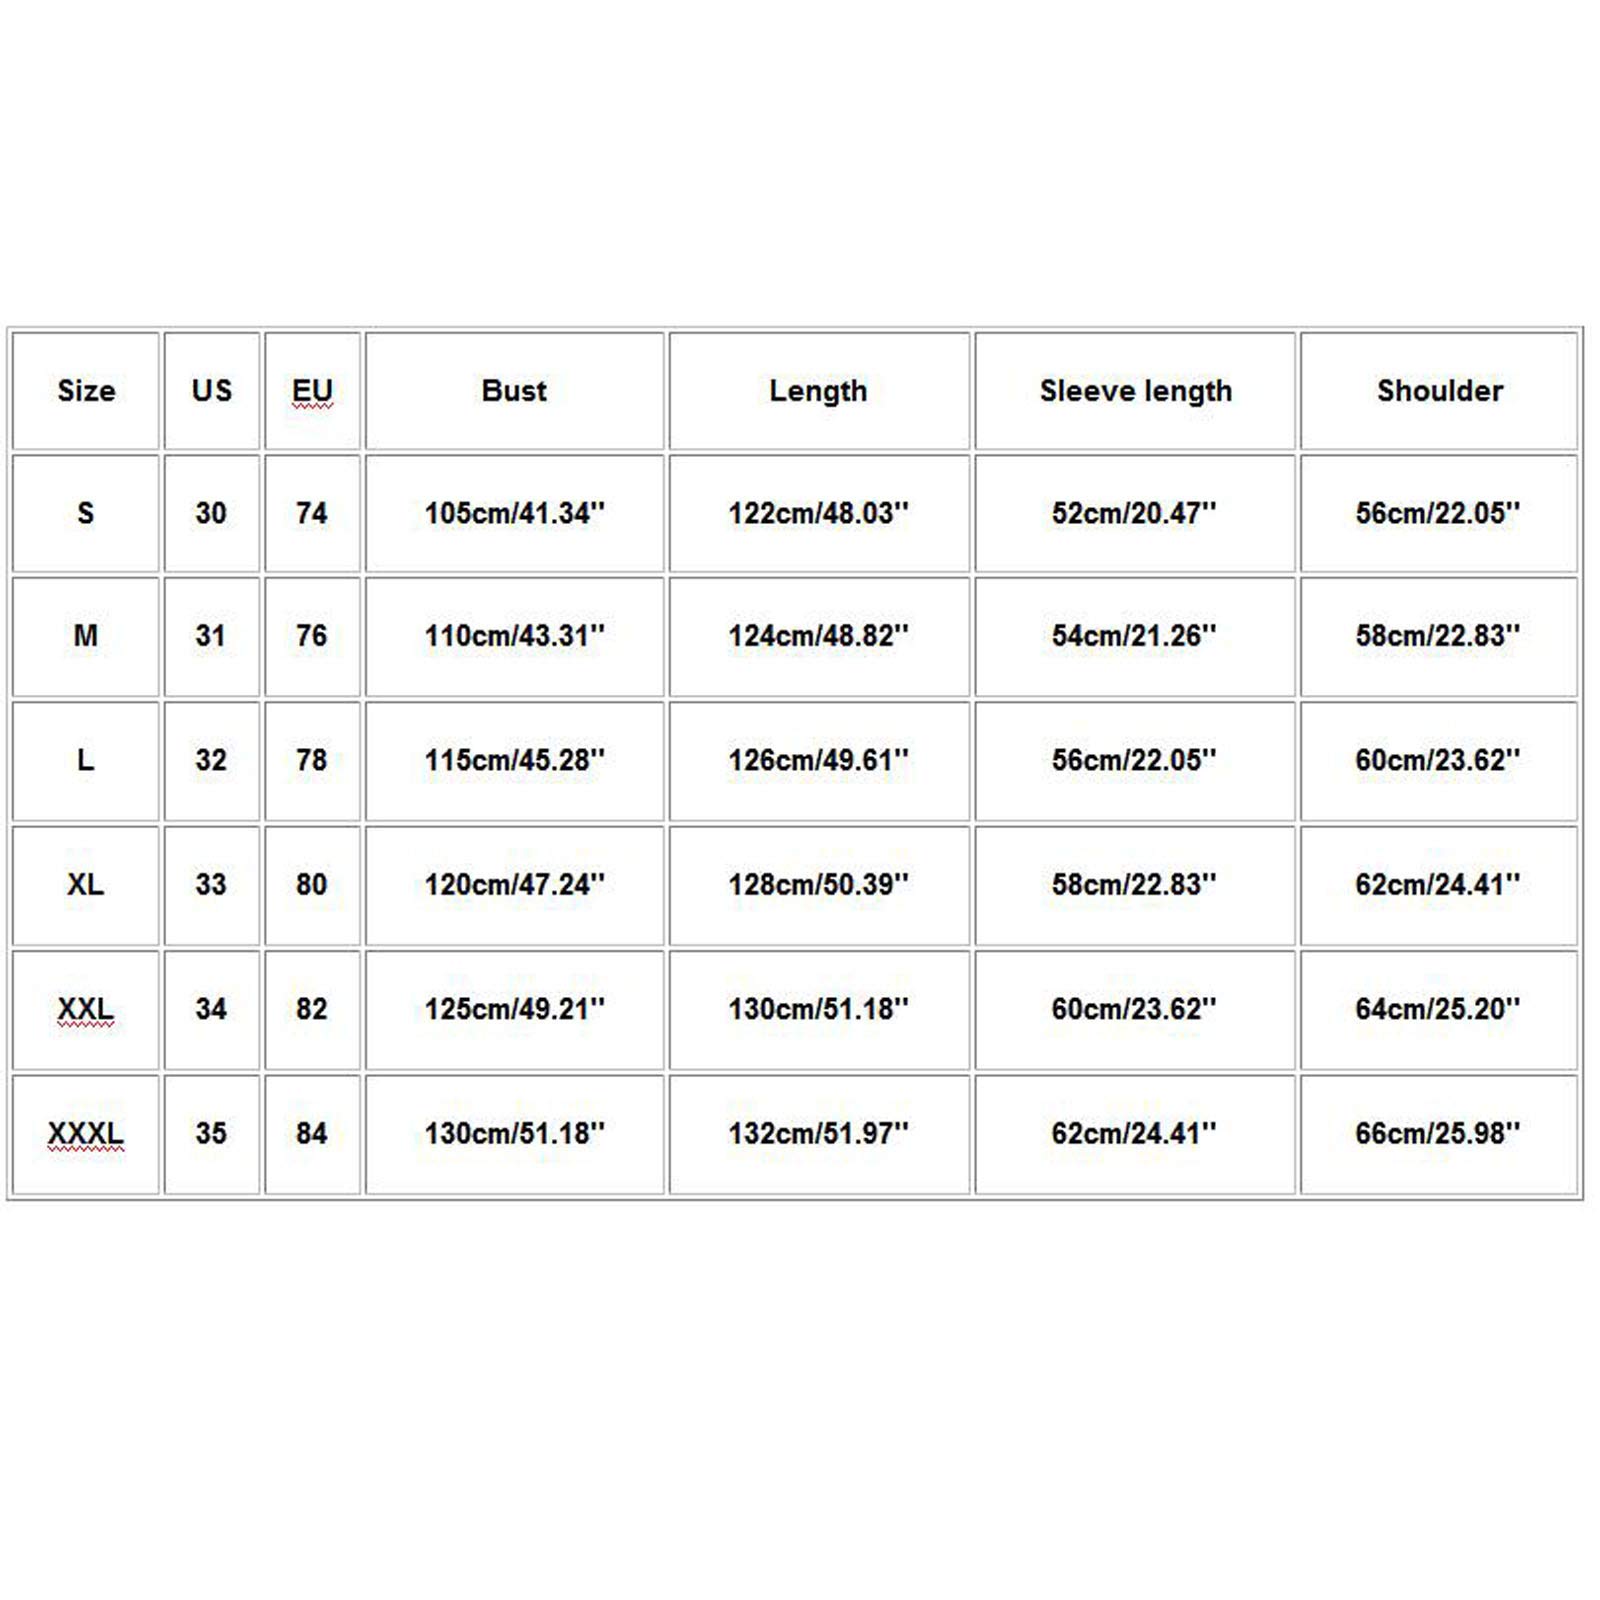 Size US EU Bust Length Sleeve length Shoulder
S 30 74 105cm/41.34'' 122cm/48.03'' 52cm/20.47'' 56cm/22.05''
M 31 76 110cm/43.31'' 124cm/48.82'' 54cm/21.26'' 58cm/22.83''
L 32 78 115cm/45.28'' 126cm/49.61'' 56cm/22.05'' 60cm/23.62''
XL 33 80 120cm/47.24'' 128cm/50.39'' 58cm/22.83'' 62cm/24.41''
XXL 34 82 125cm/49.21'' 130cm/51.18'' 60cm/23.62'' 64cm/25.20''
XXXL 35 84 130cm/51.18'' 132cm/51.97'' 62cm/24.41'' 66cm/25.98''